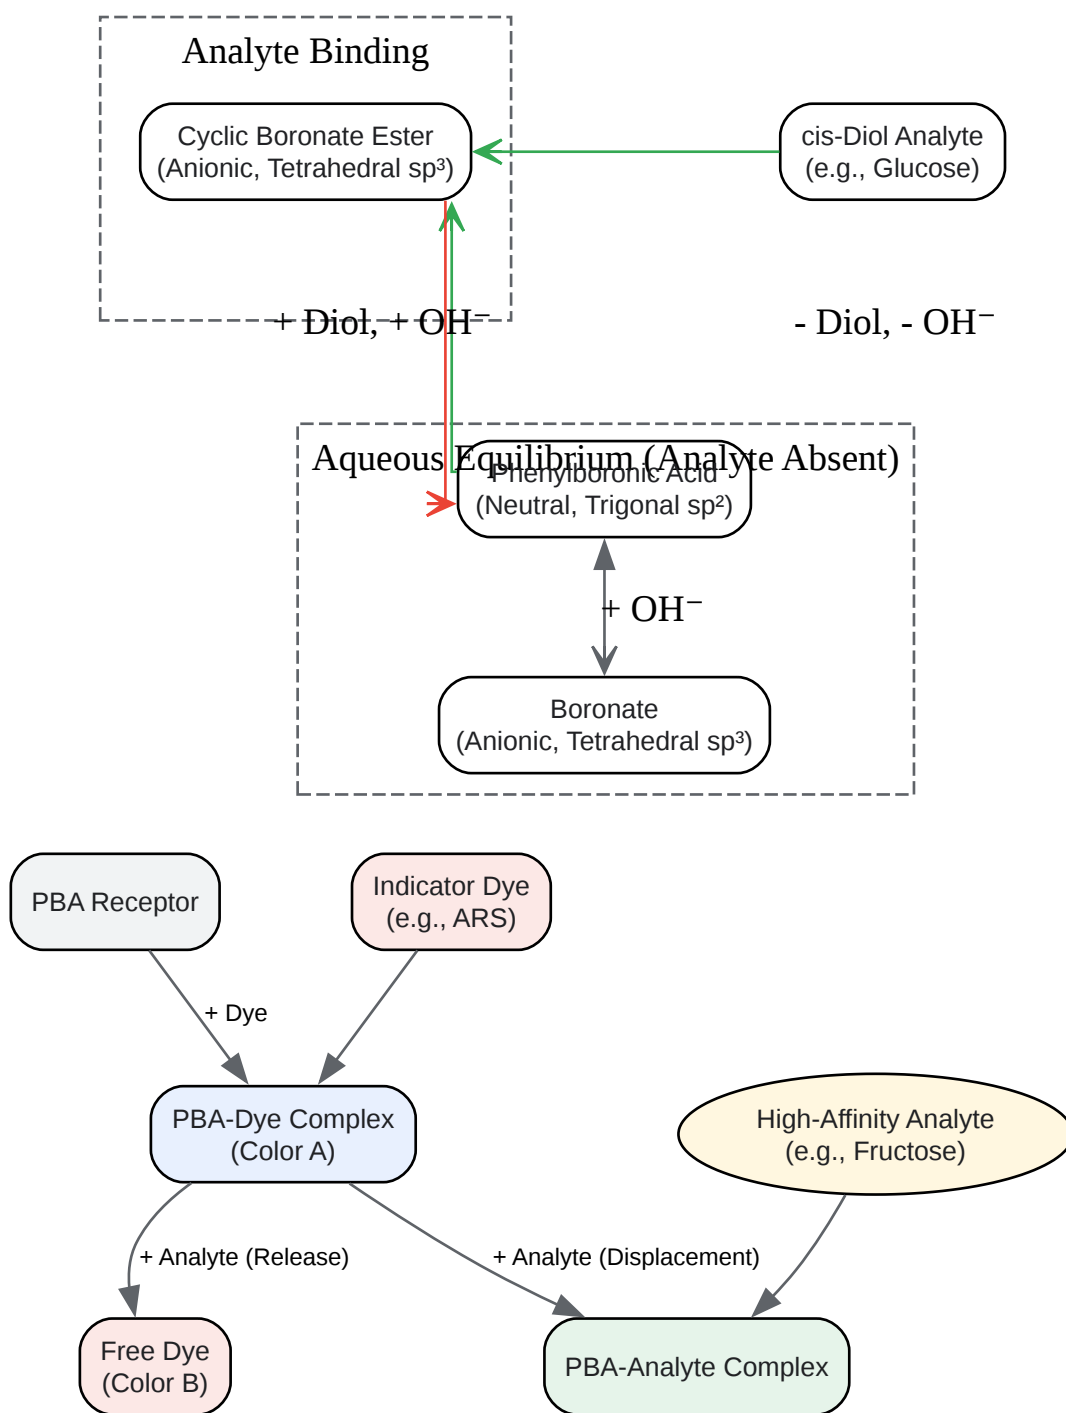 Analyte Binding
Cyclic Boronate Ester
(Anionic, Tetrahedral sp³)
cis-Diol Analyte
(e.g., Glucose)
+ Diol, + OH⁻
- Diol, - OH⁻
Aqueous Equilibrium (Analyte Absent)
Phenylboronic Acid
(Neutral, Trigonal sp²)
+ OH⁻
Boronate
(Anionic, Tetrahedral sp³)
PBA Receptor
Indicator Dye
(e.g., ARS)
+ Dye
PBA-Dye Complex
(Color A)
High-Affinity Analyte
(e.g., Fructose)
+ Analyte (Release)
+ Analyte (Displacement)
Free Dye
(Color B)
PBA-Analyte Complex